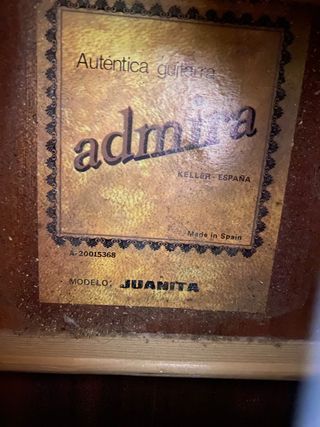 Auténtica guitarra
admira
KELLER - ESPAÑA
Made in Spain
A-20015368
MODELO: JUANITA